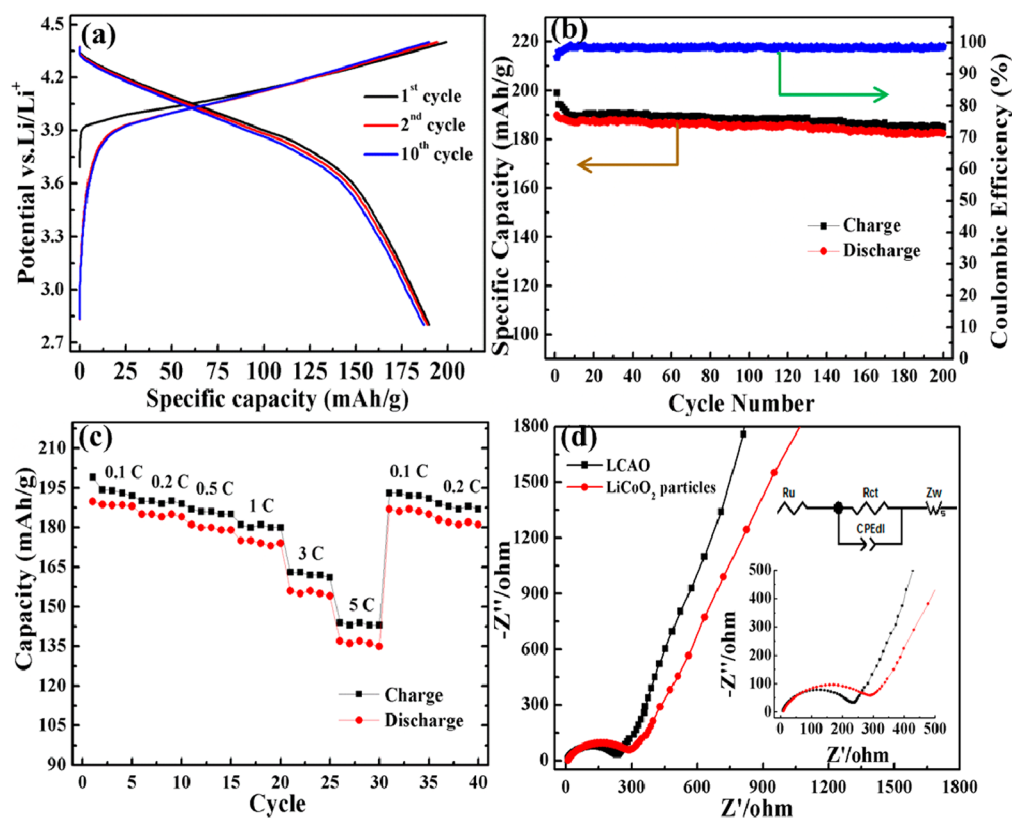 (a)
4.5
4.2
3.9
3.6
3.3
3.0
2.7
Potential vs.Li/Li+
1st cycle
2nd cycle
10th cycle
0 25 50 75 100 125 150 175 200
Specific capacity (mAh/g)
(b)
220
200
180
160
140
120
100
Specific Capacity (mAh/g)
100
90
80
70
60
50
40
30
20
10
0
Coulombic Efficiency (%)
Charge
Discharge
0 20 40 60 80 100 120 140 160 180 200
Cycle Number
(c)
210
195
180
165
150
135
120
105
90
Capacity (mAh/g)
0.1 C
0.2 C
0.5 C
1 C
3 C
5 C
0.1 C
0.2 C
Charge
Discharge
0 5 10 15 20 25 30 35 40
Cycle
(d)
1800
1500
1200
900
600
300
0
-Z''/ohm
LCAO
LiCoO2 particles
Ru Rct Zw
CPEdl
s
500
400
300
200
100
0
-Z''/ohm
0 100 200 300 400 500
Z'/ohm
0 300 600 900 1200 1500 1800
Z'/ohm